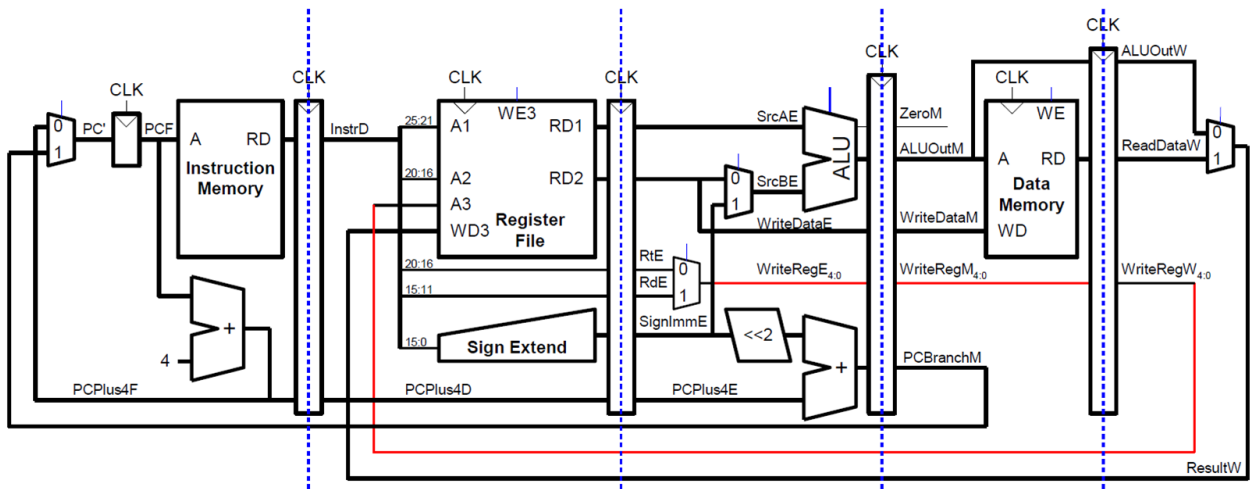 CLK
ALUOutW
CLK
CLK
CLK
CLK
CLK
CLK
0
1
PC'
PCF
A
RD
Instruction
Memory
InstrD
25:21
A1
WE3
RD1
SrcAE
ZeroM
ALU
ALUOutM
A
WE
RD
ReadDataW
0
1
20:16
A2
RD2
0
1
SrcBE
Data
Memory
A3
WD3
Register
File
WriteDataE
WriteDataM
WD
20:16
RtE
0
WriteRegE4:0
WriteRegM4:0
WriteRegW4:0
15:11
RdE
1
SignImmE
+
4
15:0
Sign Extend
<<2
+
PCBranchM
PCPlus4F
PCPlus4D
PCPlus4E
ResultW